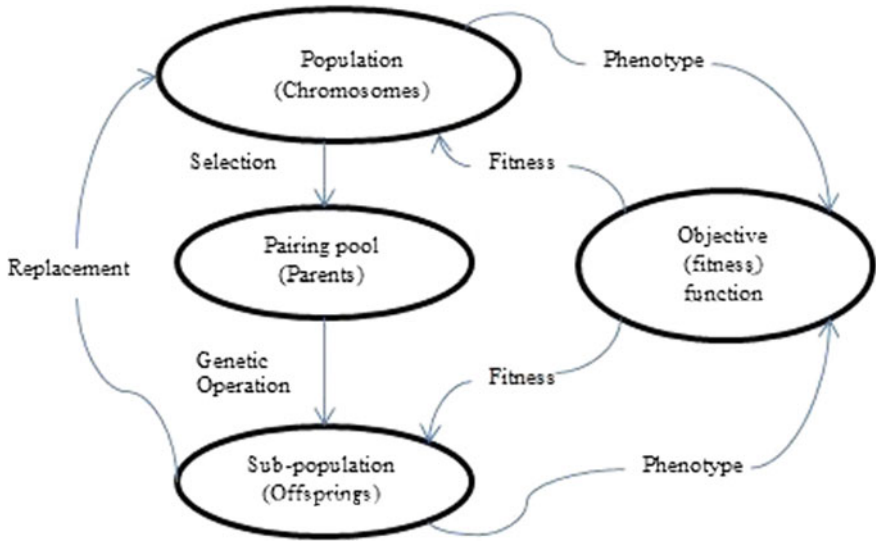 Population
(Chromosomes)
Phenotype
Selection
Fitness
Pairing pool
(Parents)
Objective
(fitness)
function
Replacement
Genetic
Operation
Fitness
Sub-population
(Offsprings)
Phenotype